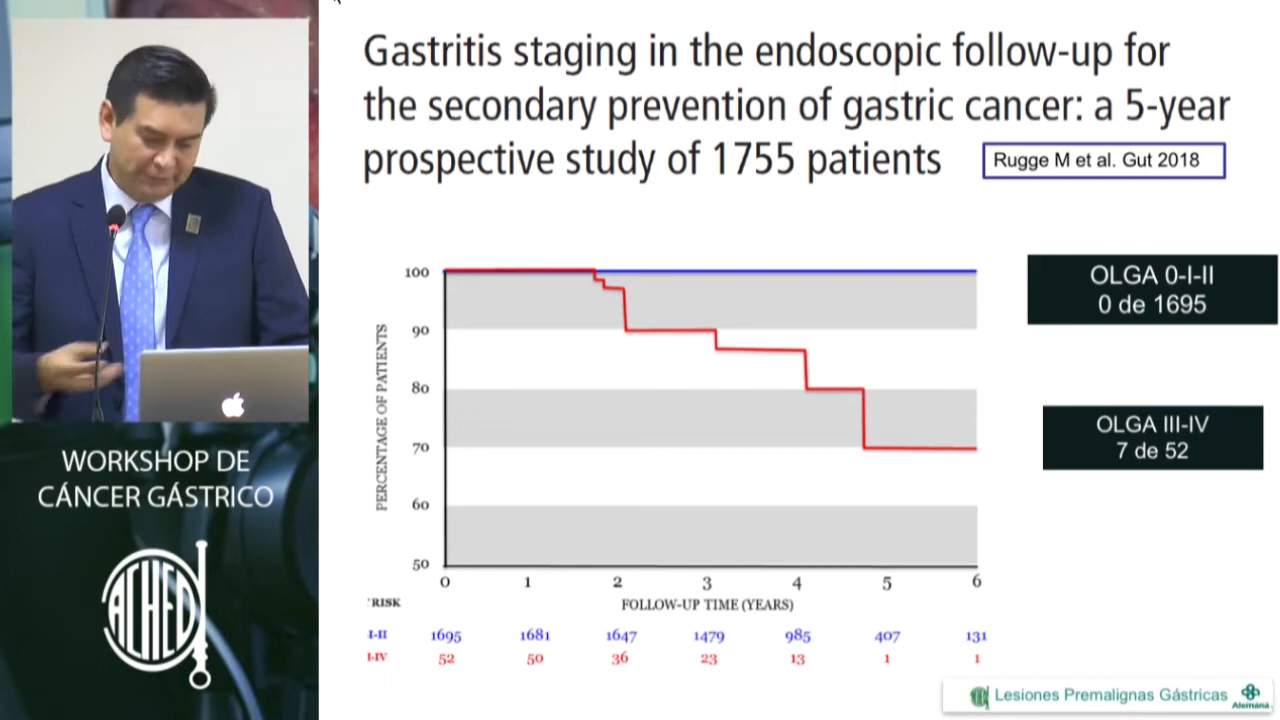 Gastritis staging in the endoscopic follow-up for
the secondary prevention of gastric cancer: a 5-year
prospective study of 1755 patients
Rugge M et al. Gut 2018
OLGA 0-I-II
0 de 1695
OLGA III-IV
7 de 52
PERCENTAGE OF PATIENTS
100
90
80
70
60
50
0 1 2 3 4 5 6
RISK
FOLLOW-UP TIME (YEARS)
I-II 1695 1681 1647 1479 985 407 131
I-IV 52 50 36 23 13 1 1
WORKSHOP DE
CÁNCER GÁSTRICO
ACHED
Lesiones Premalignas Gástricas
Alemana